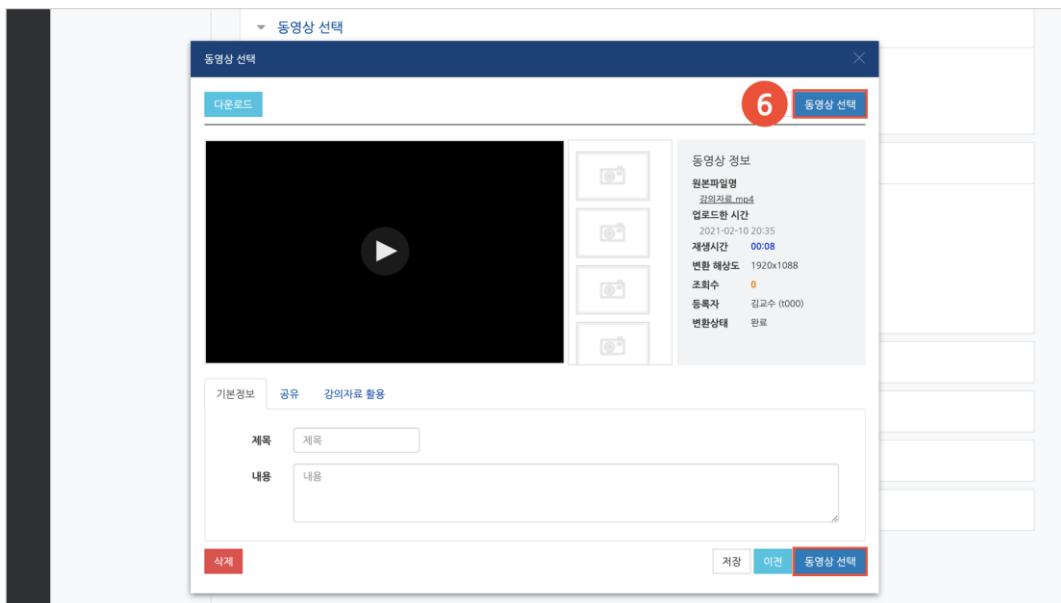 동영상 선택
동영상 선택
다운로드
6
동영상 선택
동영상 정보
원본파일명
강의자료.mp4
업로드한 시간
2021-02-10 20:35
재생시간 00:08
변환 해상도 1920x1088
조회수 0
등록자 김교수 (t000)
변환상태 완료
기본정보 공유 강의자료 활용
제목 제목
내용 내용
삭제 저장 이전 동영상 선택